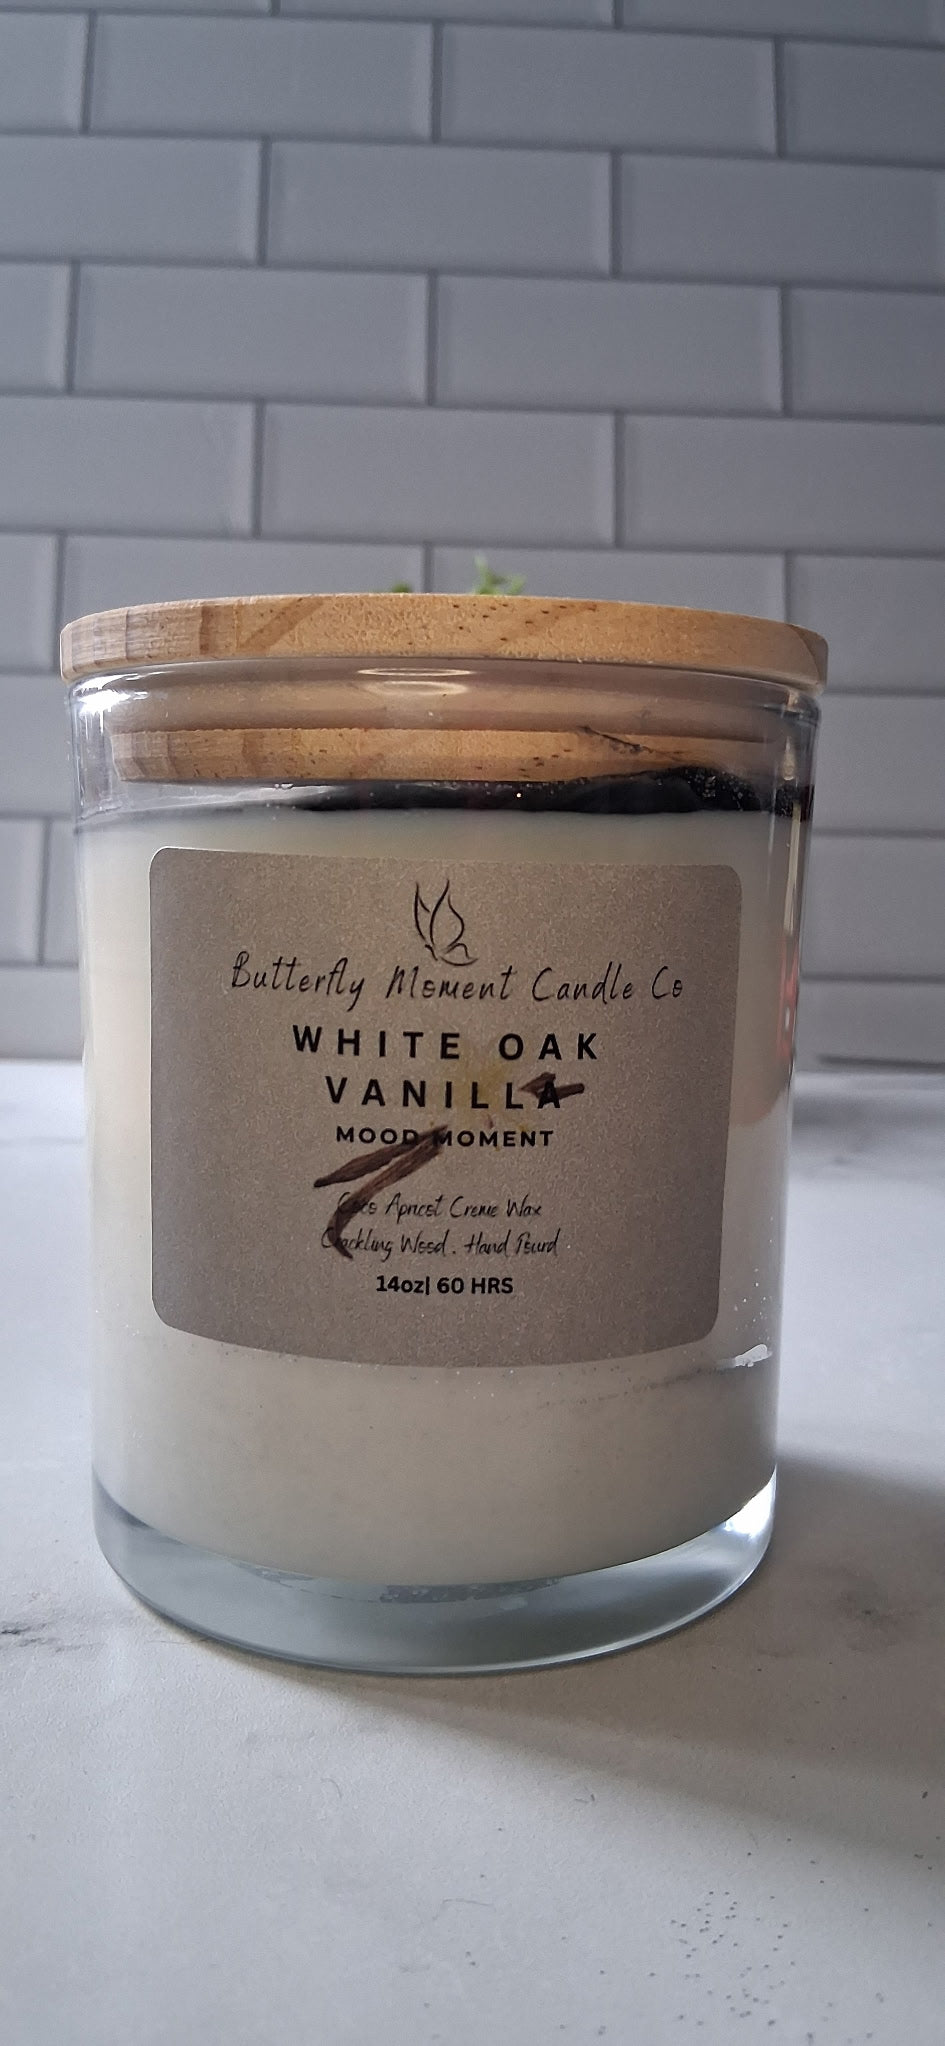 Butterfly Moment Candle Co
WHITE OAK
VANILLA
MOOD MOMENT
Coco Apricot Creme Wax
Crackling Wood. Hand Pourd
14oz| 60 HRS